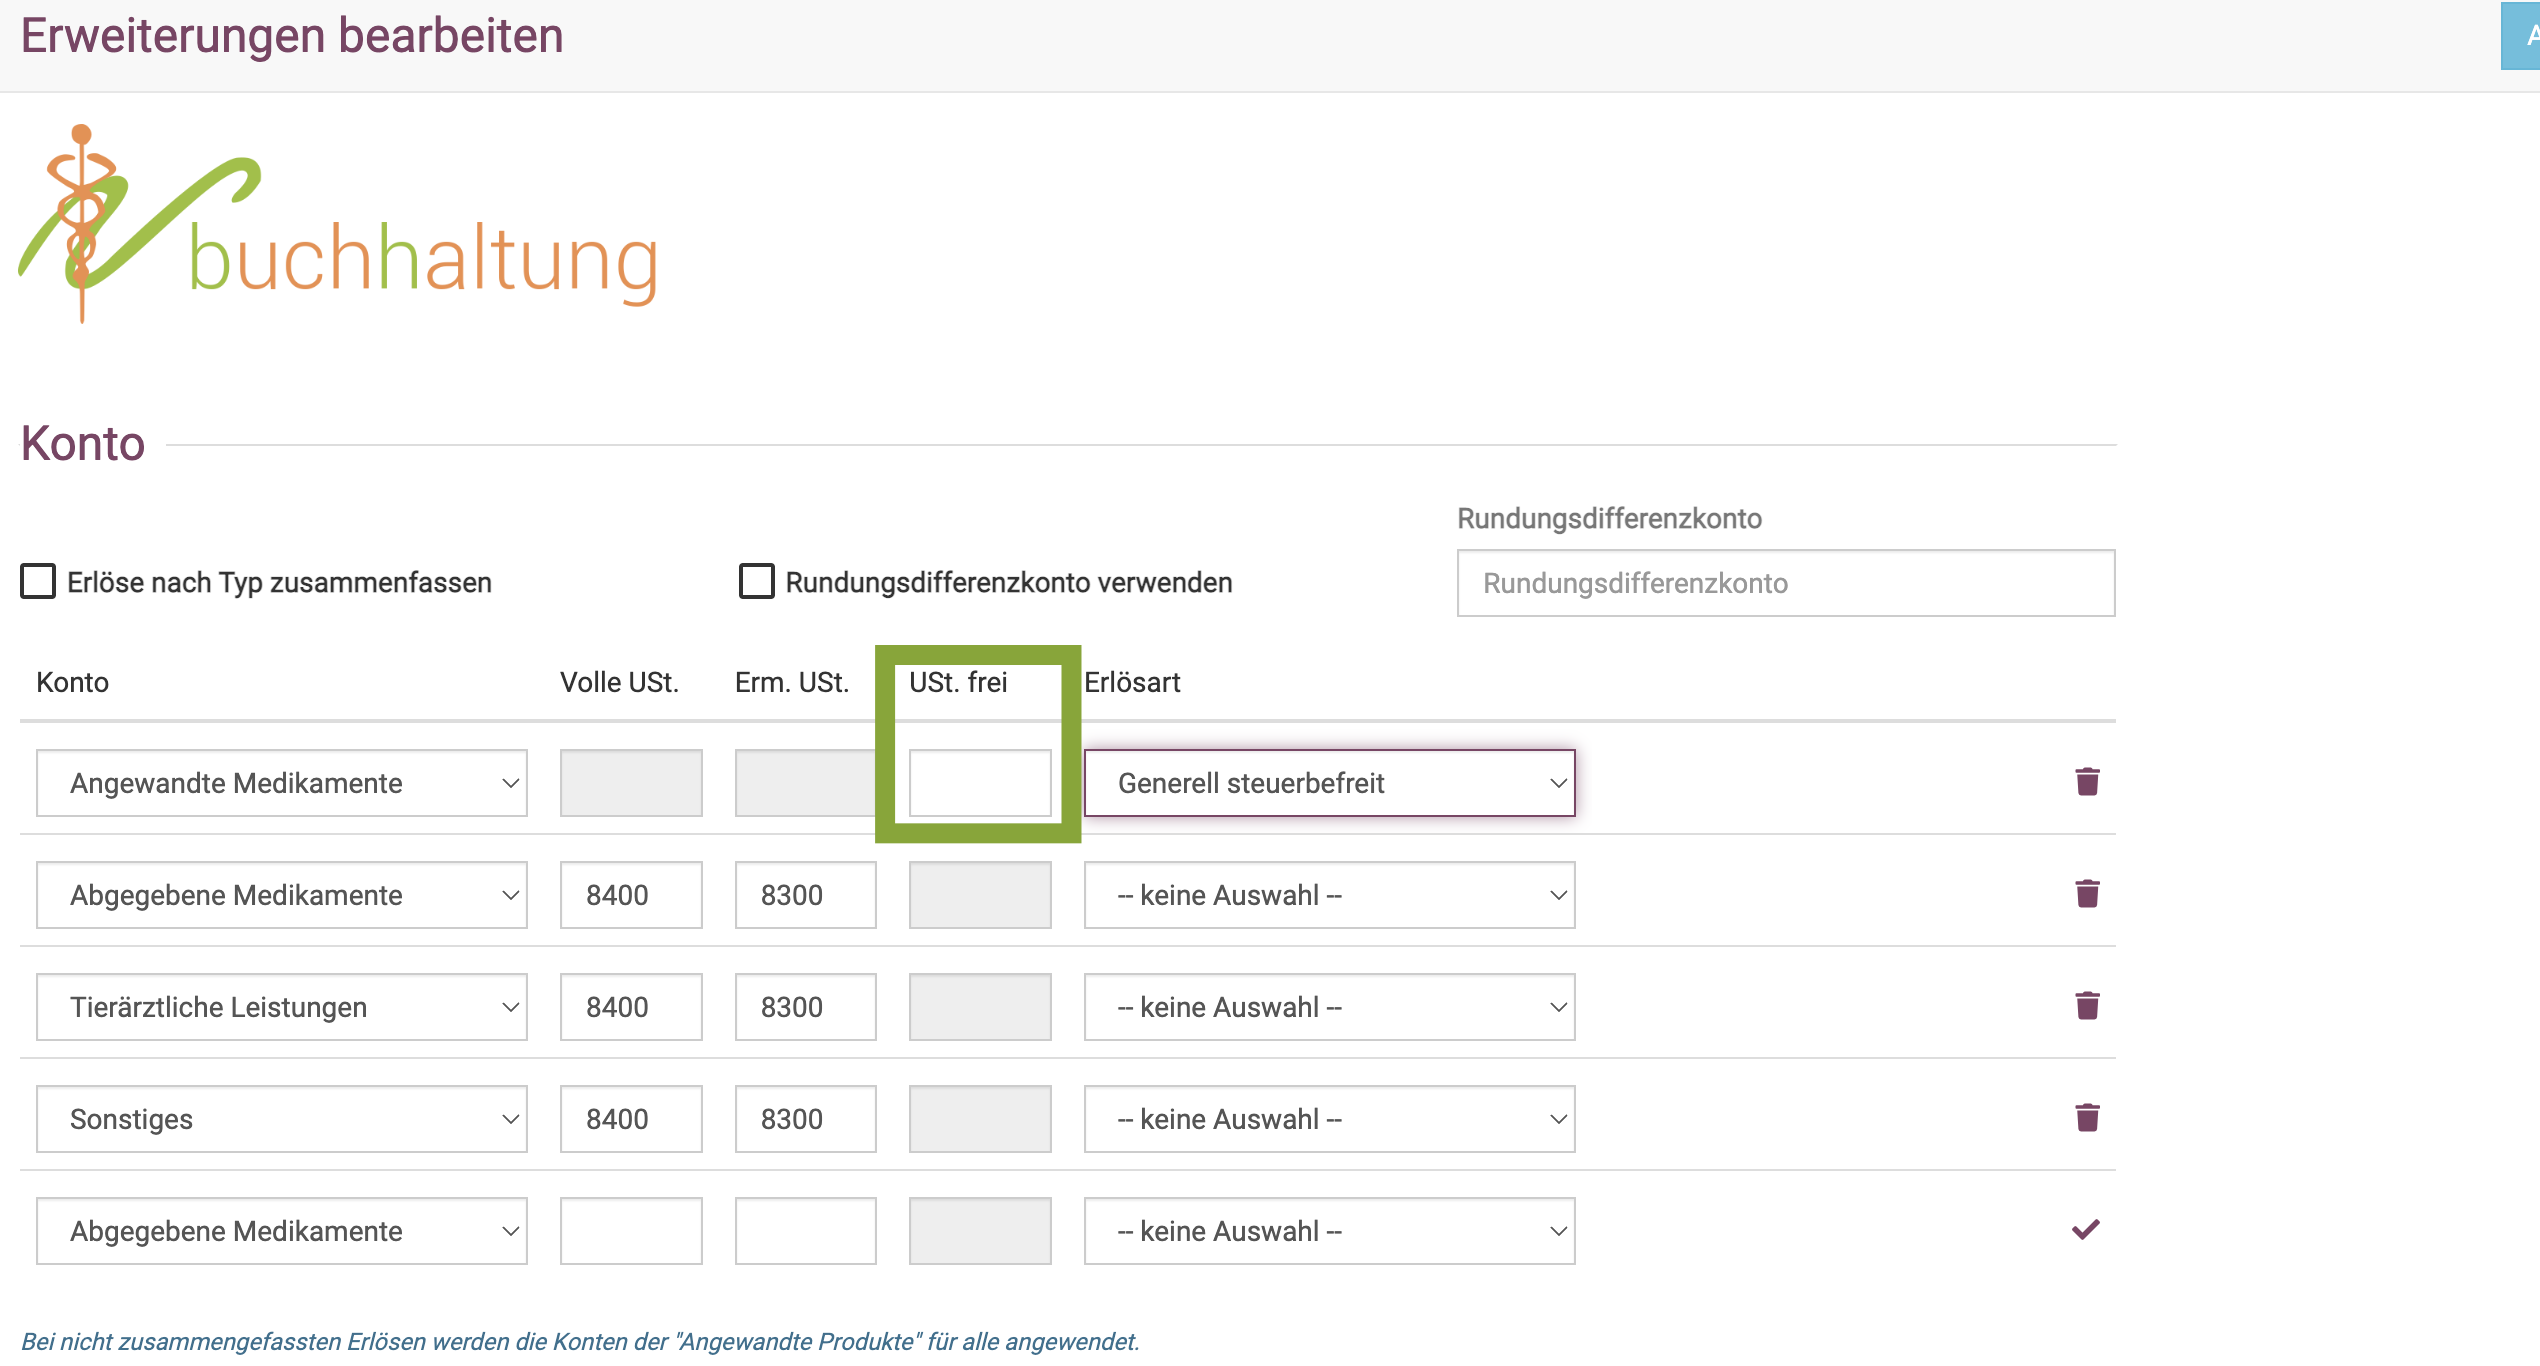 Erweiterungen bearbeiten
buchhaltung
Konto
Rundungsdifferenzkonto
Erlöse nach Typ zusammenfassen
Rundungsdifferenzkonto verwenden
Rundungsdifferenzkonto
Konto Volle USt. Erm. USt. USt. frei Erlösart
Angewandte Medikamente Generell steuerbefreit
Abgegebene Medikamente 8400 8300 -- keine Auswahl --
Tierärztliche Leistungen 8400 8300 -- keine Auswahl --
Sonstiges 8400 8300 -- keine Auswahl --
Abgegebene Medikamente -- keine Auswahl --
Bei nicht zusammengefassten Erlösen werden die Konten der "Angewandte Produkte" für alle angewendet.